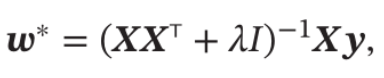 w* = (XX⊤ + λI)−1Xy,